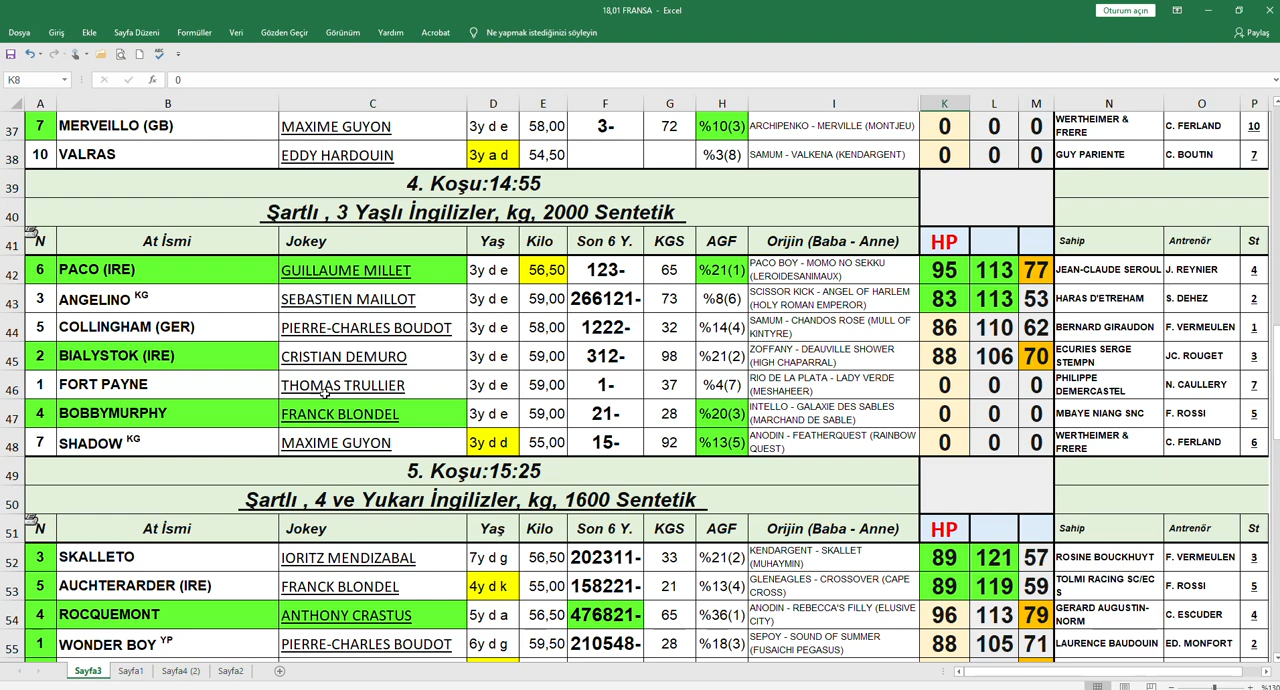 18,01 FRANSA - Excel
Oturum açın
Dosya Giriş Ekle Sayfa Düzeni Formüller Veri Gözden Geçir Görünüm Yardım Acrobat Ne yapmak istediğinizi söyleyin Paylaş
K8 fx 0
A B C D E F G H I K L M N O P
37 7 MERVEILLO (GB) MAXIME GUYON 3y d e 58,00 3- 72 %10(3) ARCHIPENKO - MERVILLE (MONTJEU) 0 0 0 WERTHEIMER & FRERE C. FERLAND 10
38 10 VALRAS EDDY HARDOUIN 3y a d 54,50 %3(8) SAMUM - VALKENA (KENDARGENT) 0 0 0 GUY PARIENTE C. BOUTIN 7
39 4. Koşu:14:55
40 Şartlı , 3 Yaşlı İngilizler, kg, 2000 Sentetik
41 N At İsmi Jokey Yaş Kilo Son 6 Y. KGS AGF Orijin (Baba - Anne) HP Sahip Antrenör St
42 6 PACO (IRE) GUILLAUME MILLET 3y d e 56,50 123- 65 %21(1) PACO BOY - MOMO NO SEKKU (LEROIDESANIMAUX) 95 113 77 JEAN-CLAUDE SEROUL J. REYNIER 4
43 3 ANGELINO KG SEBASTIEN MAILLOT 3y d e 59,00 266121- 73 %8(6) SCISSOR KICK - ANGEL OF HARLEM (HOLY ROMAN EMPEROR) 83 113 53 HARAS D'ETREHAM S. DEHEZ 2
44 5 COLLINGHAM (GER) PIERRE-CHARLES BOUDOT 3y d e 58,00 1222- 32 %14(4) SAMUM - CHANDOS ROSE (MULL OF KINTYRE) 86 110 62 BERNARD GIRAUDON F. VERMEULEN 1
45 2 BIALYSTOK (IRE) CRISTIAN DEMURO 3y d e 59,00 312- 98 %21(2) ZOFFANY - DEAUVILLE SHOWER (HIGH CHAPARRAL) 88 106 70 ECURIES SERGE STEMPN JC. ROUGET 3
46 1 FORT PAYNE THOMAS TRULLIER 3y d e 59,00 1- 37 %4(7) RIO DE LA PLATA - LADY VERDE (MESHAHEER) 0 0 0 PHILIPPE DEMERCASTEL N. CAULLERY 7
47 4 BOBBYMURPHY FRANCK BLONDEL 3y d e 59,00 21- 28 %20(3) INTELLO - GALAXIE DES SABLES (MARCHAND DE SABLE) 0 0 0 MBAYE NIANG SNC F. ROSSI 5
48 7 SHADOW KG MAXIME GUYON 3y d d 55,00 15- 92 %13(5) ANODIN - FEATHERQUEST (RAINBOW QUEST) 0 0 0 WERTHEIMER & FRERE C. FERLAND 6
49 5. Koşu:15:25
50 Şartlı , 4 ve Yukarı İngilizler, kg, 1600 Sentetik
51 N At İsmi Jokey Yaş Kilo Son 6 Y. KGS AGF Orijin (Baba - Anne) HP Sahip Antrenör St
52 3 SKALLETO IORITZ MENDIZABAL 7y d g 56,50 202311- 33 %21(2) KENDARGENT - SKALLET (MUHAYMIN) 89 121 57 ROSINE BOUCKHUYT F. VERMEULEN 3
53 5 AUCHTERARDER (IRE) FRANCK BLONDEL 4y d k 55,00 158221- 21 %13(4) GLENEAGLES - CROSSOVER (CAPE CROSS) 89 119 59 TOLMI RACING SC/EC S F. ROSSI 5
54 4 ROCQUEMONT ANTHONY CRASTUS 5y d a 56,50 476821- 65 %36(1) ANODIN - REBECCA'S FILLY (ELUSIVE CITY) 96 113 79 GERARD AUGUSTIN-NORM C. ESCUDER 4
55 1 WONDER BOY YP PIERRE-CHARLES BOUDOT 6y d g 59,50 210548- 28 %18(3) SEPOY - SOUND OF SUMMER (FUSAICHI PEGASUS) 88 105 71 LAURENCE BAUDOUIN ED. MONFORT 2
Sayfa3 Sayfa1 Sayfa4 (2) Sayfa2
%130